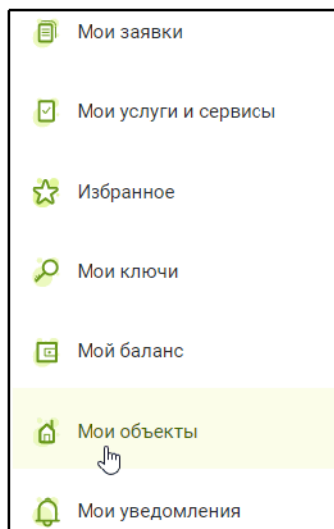 Мои заявки
Мои услуги и сервисы
Избранное
Мои ключи
Мой баланс
Мои объекты
Мои уведомления